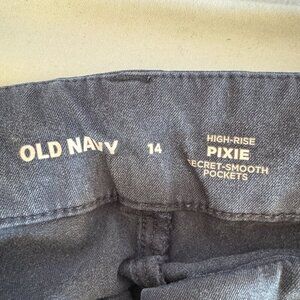 OLD NAVY 14
HIGH-RISE
PIXIE
SECRET-SMOOTH
POCKETS